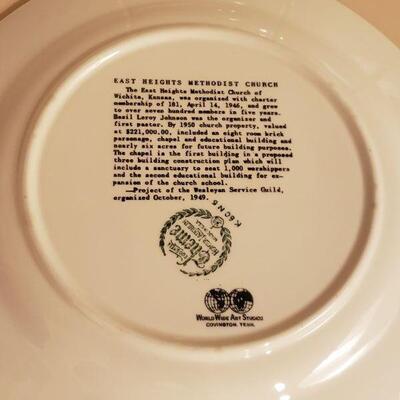 EAST HEIGHTS METHODIST CHURCH
The East Heights Methodist Church of
Wichita, Kansas, was organized with charter
membership of 181, April 14, 1946, and grew
to over seven hundred members in five years.
Basil Leroy Johnson was the organizer and
first pastor. By 1950 church property, valued
at $221,000.00, included an eight room brick
parsonage, chapel and educational building and
nearly six acres for future building purposes.
The chapel is the first building in a proposed
three building construction plan which will
include a sanctuary to seat 1,000 worshippers
and the second educational building for ex-
pansion of the church school.
—Project of the Wesleyan Service Guild,
organized October, 1949.
K 80 N 5
WORLD WIDE ART STUDIOS
COVINGTON, TENN.